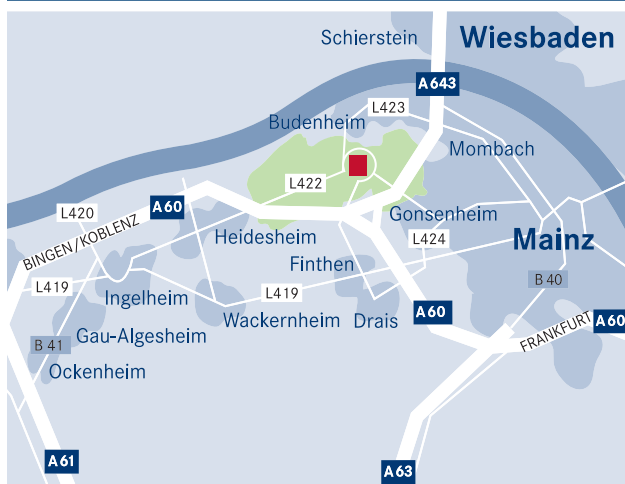 Schierstein
Wiesbaden
A643
L423
Budenheim
Mombach
L422
L420
A60
Gonsenheim
BINGEN/KOBLENZ
Heidesheim
L424
Mainz
Finthen
L419
B 40
Ingelheim
L419
Wackernheim
Drais
A60
A60
FRANKFURT
Gau-Algesheim
B 41
Ockenheim
A61
A63